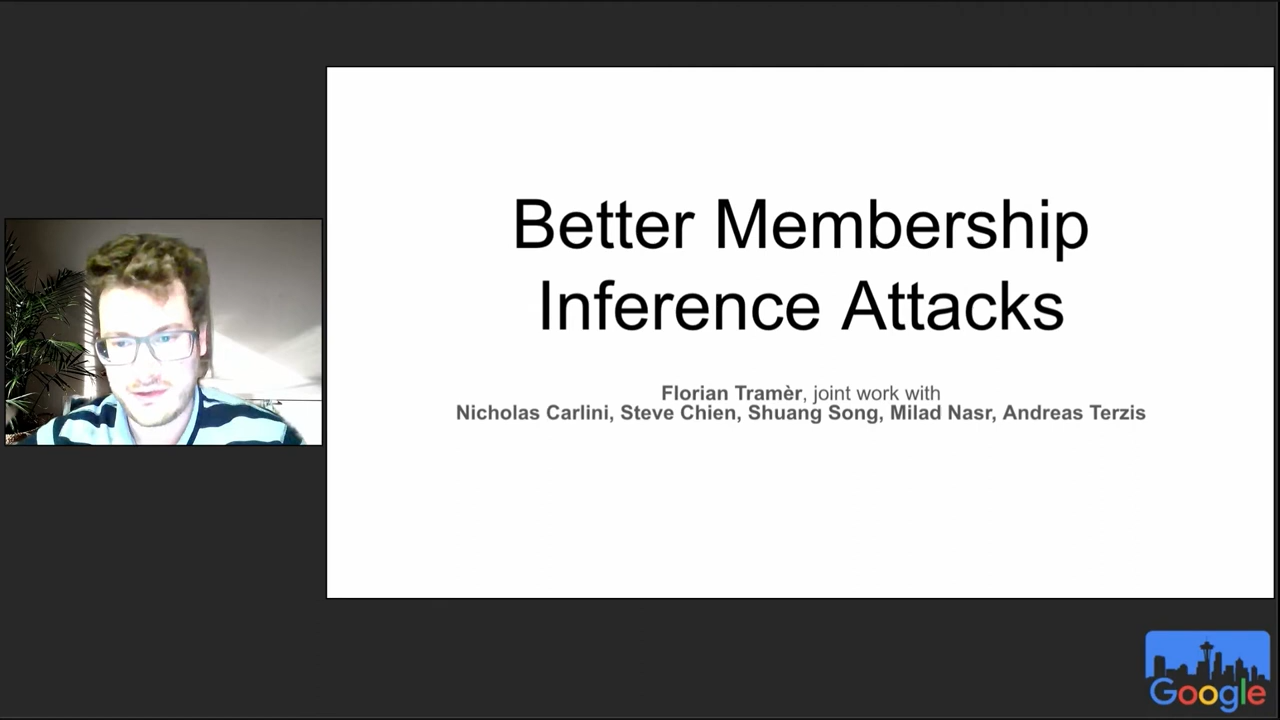 Better Membership
Inference Attacks
Florian Tramèr, joint work with
Nicholas Carlini, Steve Chien, Shuang Song, Milad Nasr, Andreas Terzis
Google